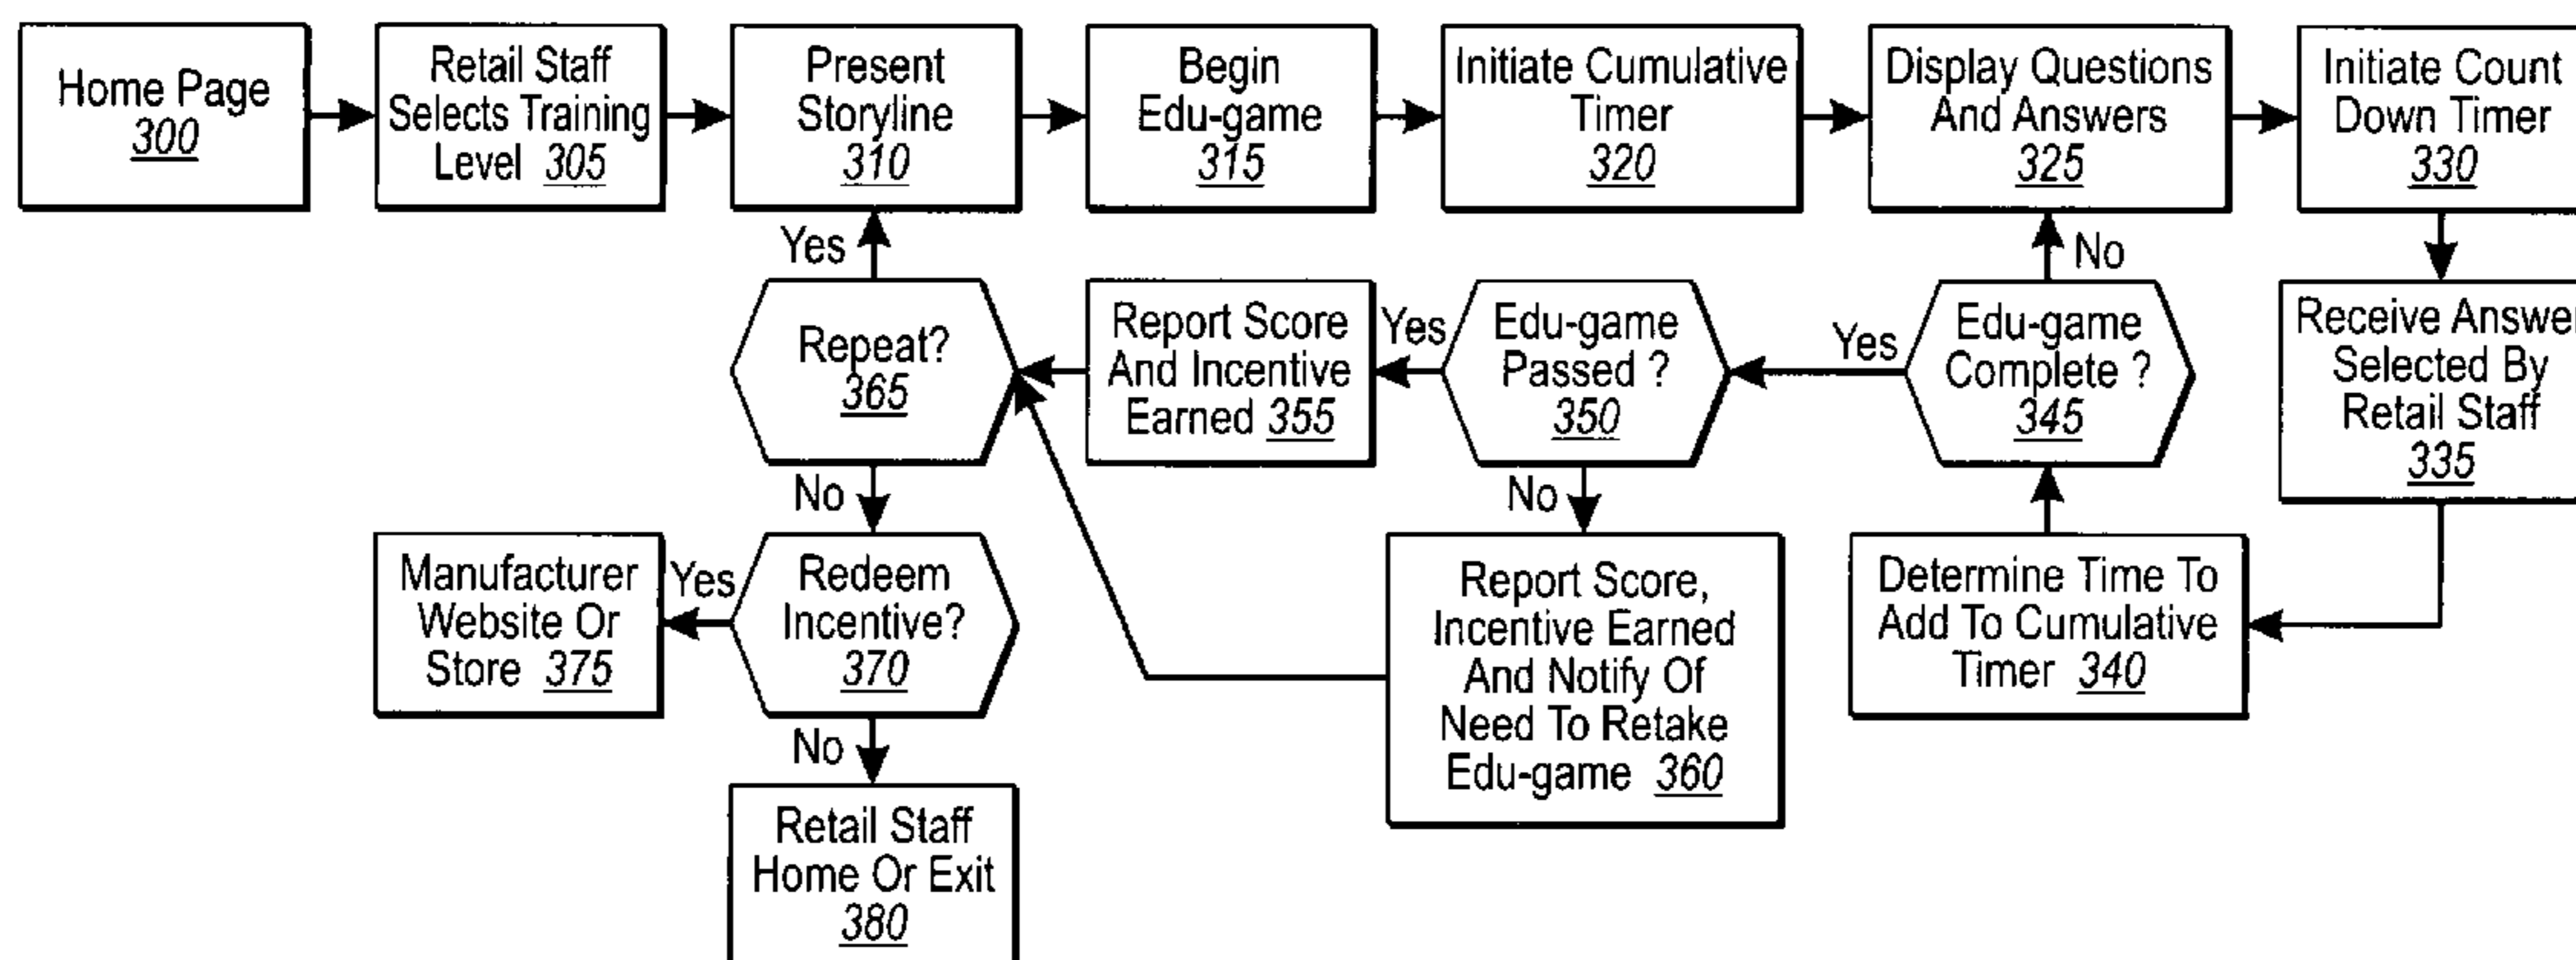 Home Page
300
Retail Staff
Selects Training
Level 305
Present
Storyline
310
Begin
Edu-game
315
Initiate Cumulative
Timer
320
Display Questions
And Answers
325
Initiate Count
Down Timer
330
Yes
No
Repeat?
365
Report Score
And Incentive
Earned 355
Yes
Edu-game
Passed ?
350
Yes
Edu-game
Complete ?
345
Receive Answer
Selected By
Retail Staff
335
No
No
Manufacturer
Website Or
Store 375
Yes
Redeem
Incentive?
370
Report Score,
Incentive Earned
And Notify Of
Need To Retake
Edu-game 360
Determine Time To
Add To Cumulative
Timer 340
No
Retail Staff
Home Or Exit
380